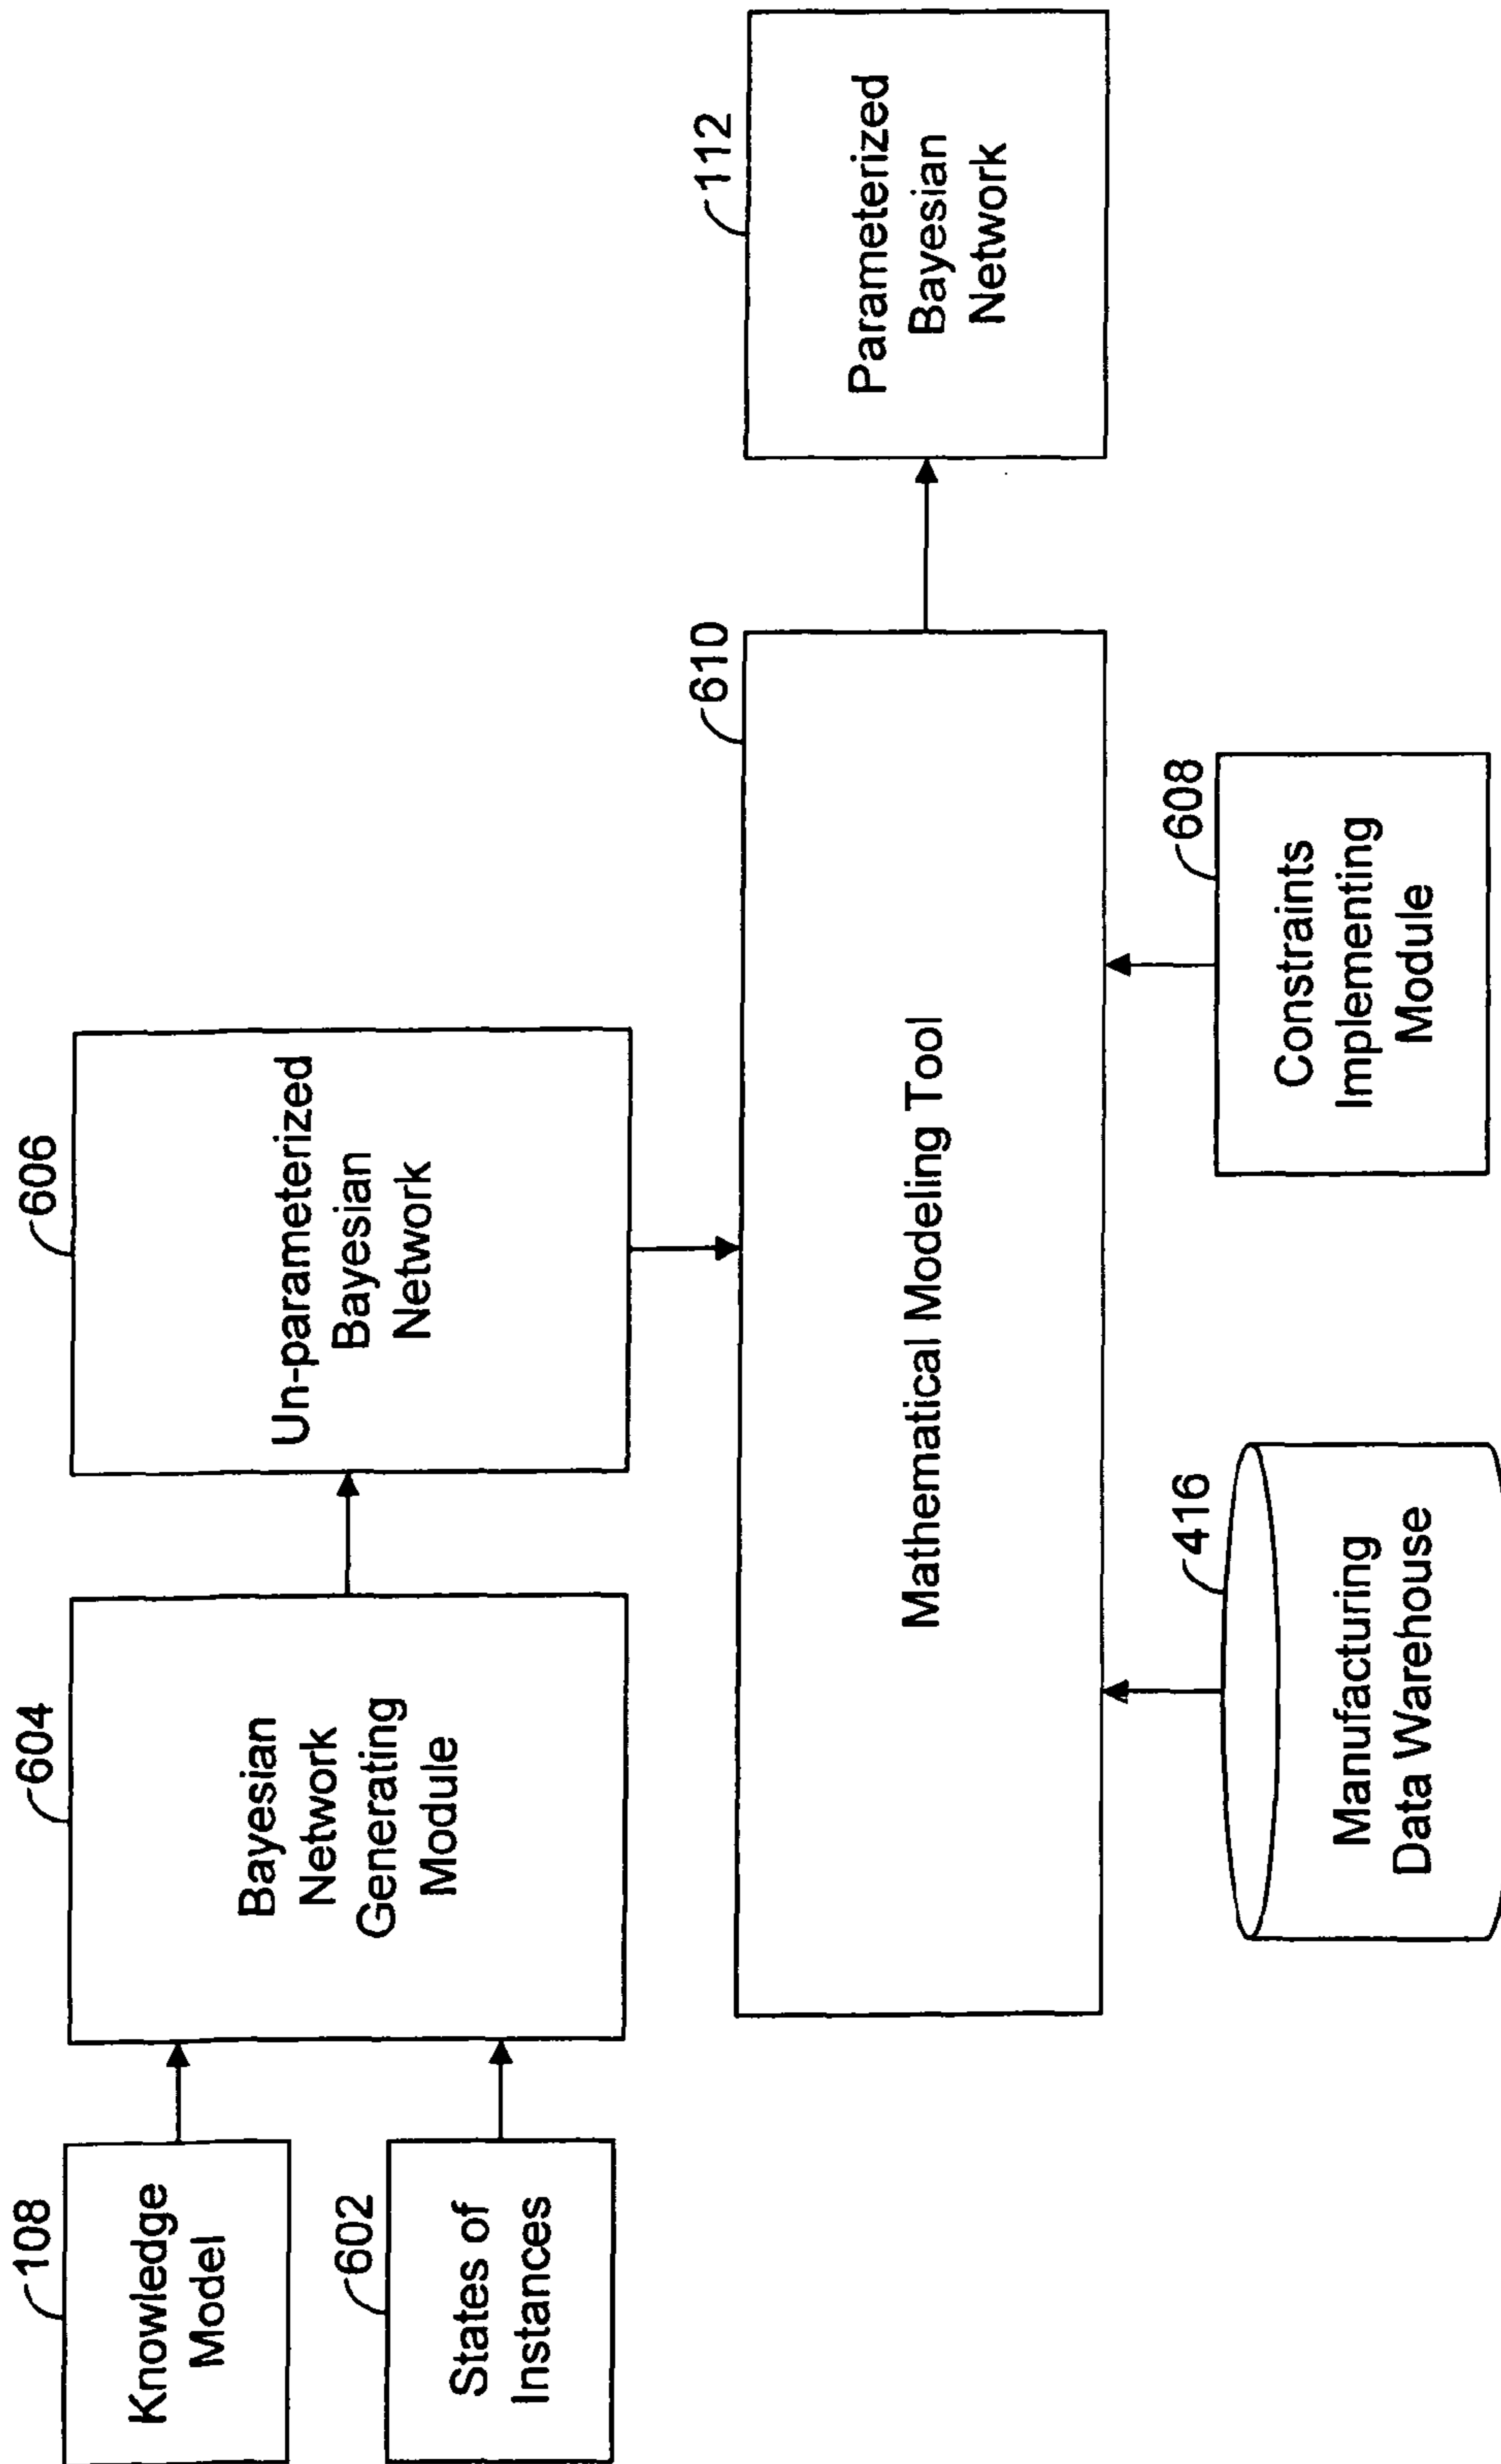 108
Knowledge
Model
602
States of
Instances
604
Bayesian
Network
Generating
Module
606
Un-parameterized
Bayesian
Network
610
Mathematical Modeling Tool
112
Parameterized
Bayesian
Network
416
Manufacturing
Data Warehouse
608
Constraints
Implementing
Module